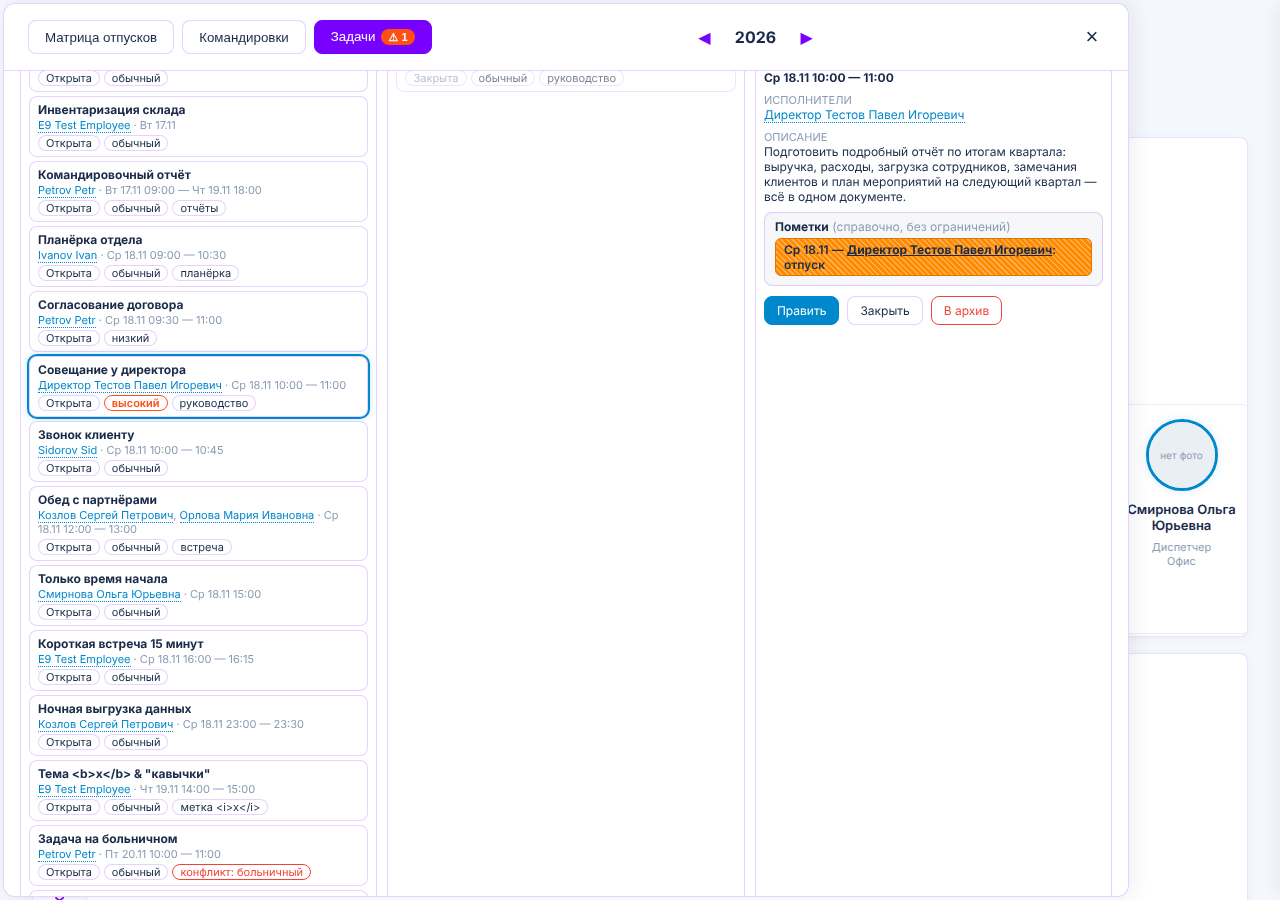 Матрица отпусков
Командировки
Задачи ⚠ 1
◀ 2026 ▶
×
Открыта обычный
Инвентаризация склада
E9 Test Employee · Вт 17.11
Открыта обычный
Командировочный отчёт
Petrov Petr · Вт 17.11 09:00 — Чт 19.11 18:00
Открыта обычный отчёты
Планёрка отдела
Ivanov Ivan · Ср 18.11 09:00 — 10:30
Открыта обычный планёрка
Согласование договора
Petrov Petr · Ср 18.11 09:30 — 11:00
Открыта низкий
Совещание у директора
Директор Тестов Павел Игоревич · Ср 18.11 10:00 — 11:00
Открыта высокий руководство
Звонок клиенту
Sidorov Sid · Ср 18.11 10:00 — 10:45
Открыта обычный
Обед с партнёрами
Козлов Сергей Петрович, Орлова Мария Ивановна · Ср
18.11 12:00 — 13:00
Открыта обычный встреча
Только время начала
Смирнова Ольга Юрьевна · Ср 18.11 15:00
Открыта обычный
Короткая встреча 15 минут
E9 Test Employee · Ср 18.11 16:00 — 16:15
Открыта обычный
Ночная выгрузка данных
Козлов Сергей Петрович · Ср 18.11 23:00 — 23:30
Открыта обычный
Тема <b>x</b> & "кавычки"
E9 Test Employee · Чт 19.11 14:00 — 15:00
Открыта обычный метка <i>x</i>
Задача на больничном
Petrov Petr · Пт 20.11 10:00 — 11:00
Открыта обычный конфликт: больничный
Закрыта обычный руководство
Ср 18.11 10:00 — 11:00
ИСПОЛНИТЕЛИ
Директор Тестов Павел Игоревич
ОПИСАНИЕ
Подготовить подробный отчёт по итогам квартала:
выручка, расходы, загрузка сотрудников, замечания
клиентов и план мероприятий на следующий квартал —
всё в одном документе.
Пометки (справочно, без ограничений)
Ср 18.11 — Директор Тестов Павел Игоревич:
отпуск
Править Закрыть В архив
нет фото
Смирнова Ольга
Юрьевна
Диспетчер
Офис